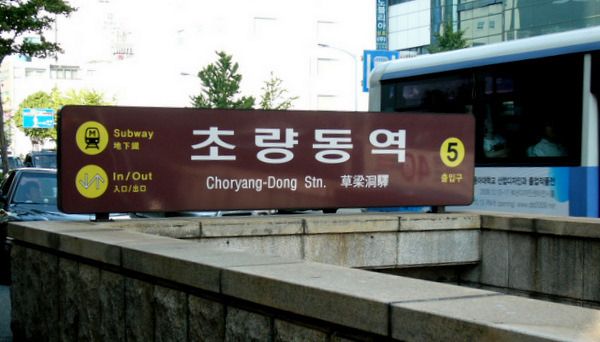 Subway
地下鐵
In/Out
入口/出口
초량동역
Choryang-Dong Stn. 草梁洞驛
5
출입구